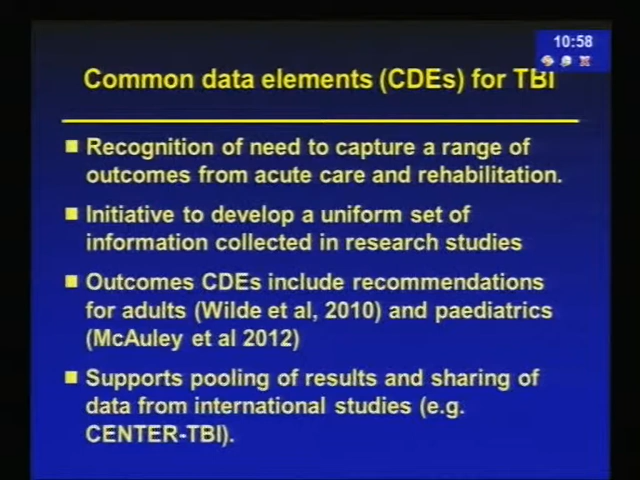 10:58
Common data elements (CDEs) for TBI
Recognition of need to capture a range of
outcomes from acute care and rehabilitation.
Initiative to develop a uniform set of
information collected in research studies
Outcomes CDEs include recommendations
for adults (Wilde et al, 2010) and paediatrics
(McAuley et al 2012)
Supports pooling of results and sharing of
data from international studies (e.g.
CENTER-TBI).